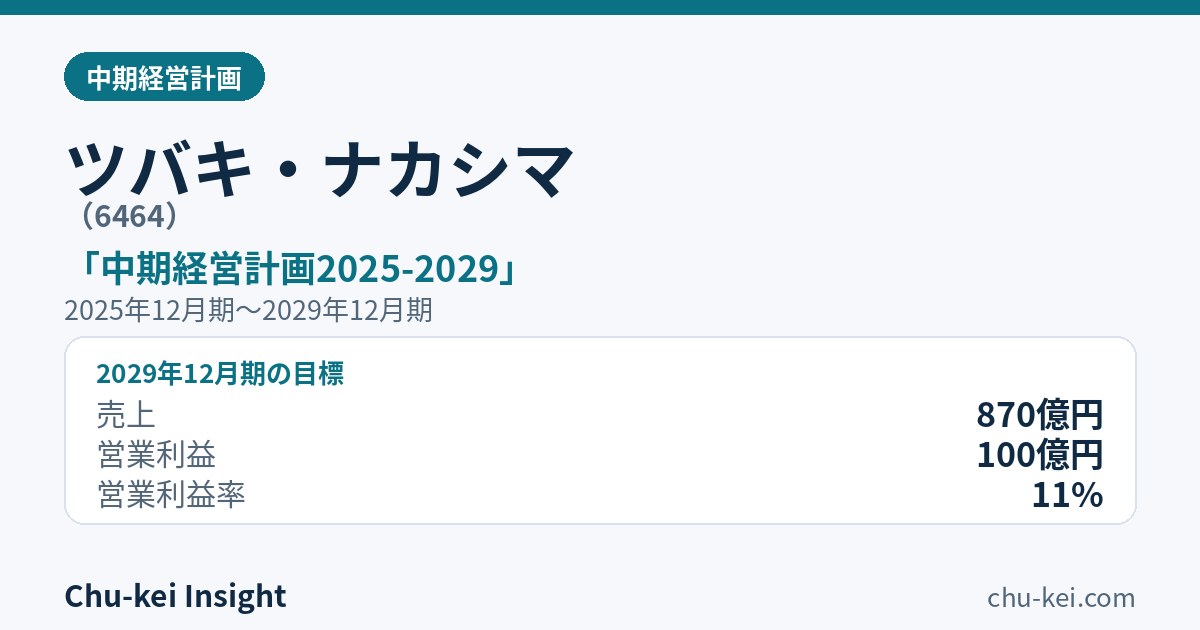 中期経営計画
ツバキ・ナカシマ
（6464）
「中期経営計画2025-2029」
2025年12月期〜2029年12月期
2029年12月期の目標
売上 870億円
営業利益 100億円
営業利益率 11%
Chu-kei Insight chu-kei.com